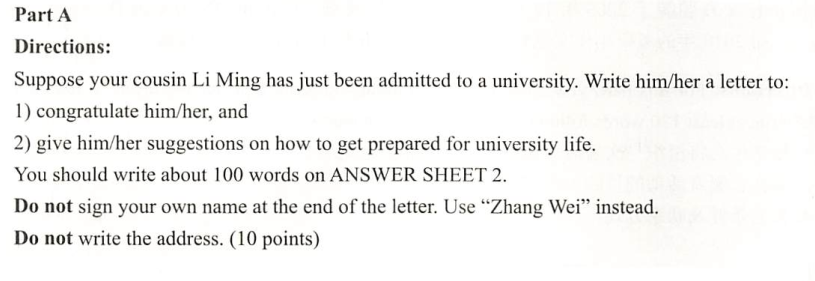 Part A
Directions:
Suppose your cousin Li Ming has just been admitted to a university. Write him/her a letter to:
1) congratulate him/her, and
2) give him/her suggestions on how to get prepared for university life.
You should write about 100 words on ANSWER SHEET 2.
Do not sign your own name at the end of the letter. Use “Zhang Wei” instead.
Do not write the address. (10 points)